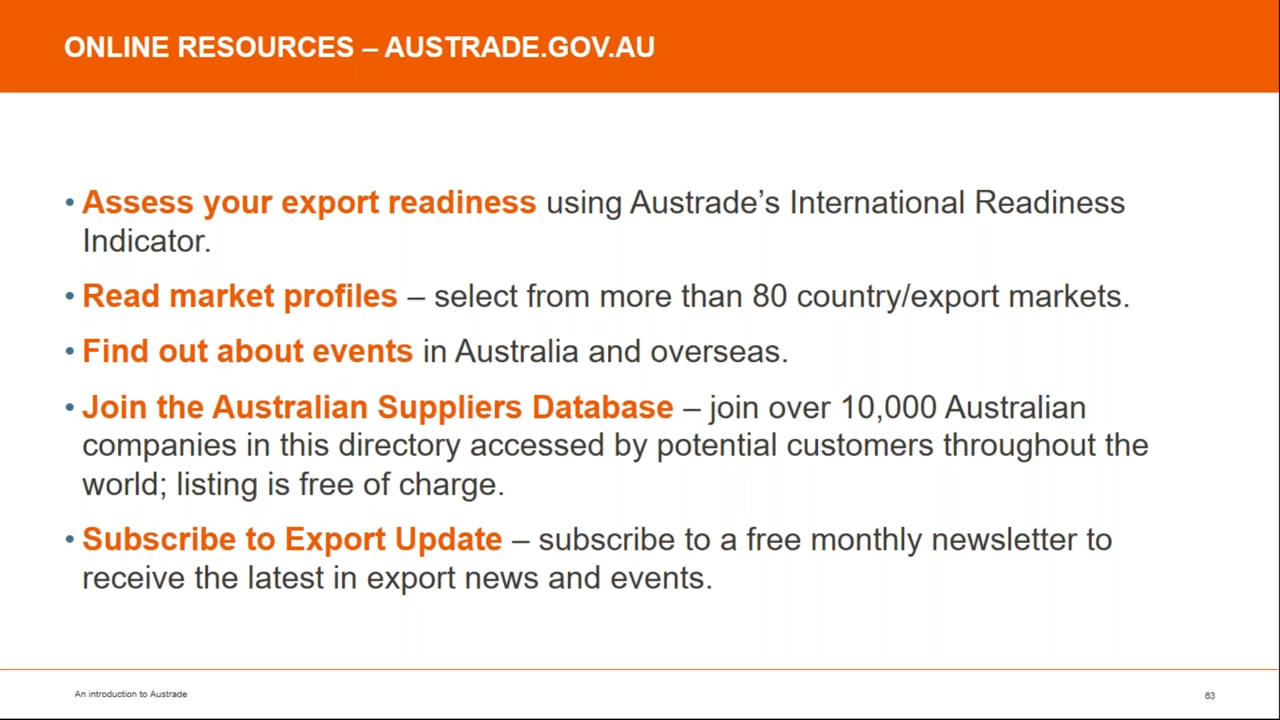 ONLINE RESOURCES – AUSTRADE.GOV.AU
• Assess your export readiness using Austrade’s International Readiness
Indicator.
• Read market profiles – select from more than 80 country/export markets.
• Find out about events in Australia and overseas.
• Join the Australian Suppliers Database – join over 10,000 Australian
companies in this directory accessed by potential customers throughout the
world; listing is free of charge.
• Subscribe to Export Update – subscribe to a free monthly newsletter to
receive the latest in export news and events.
An introduction to Austrade
63